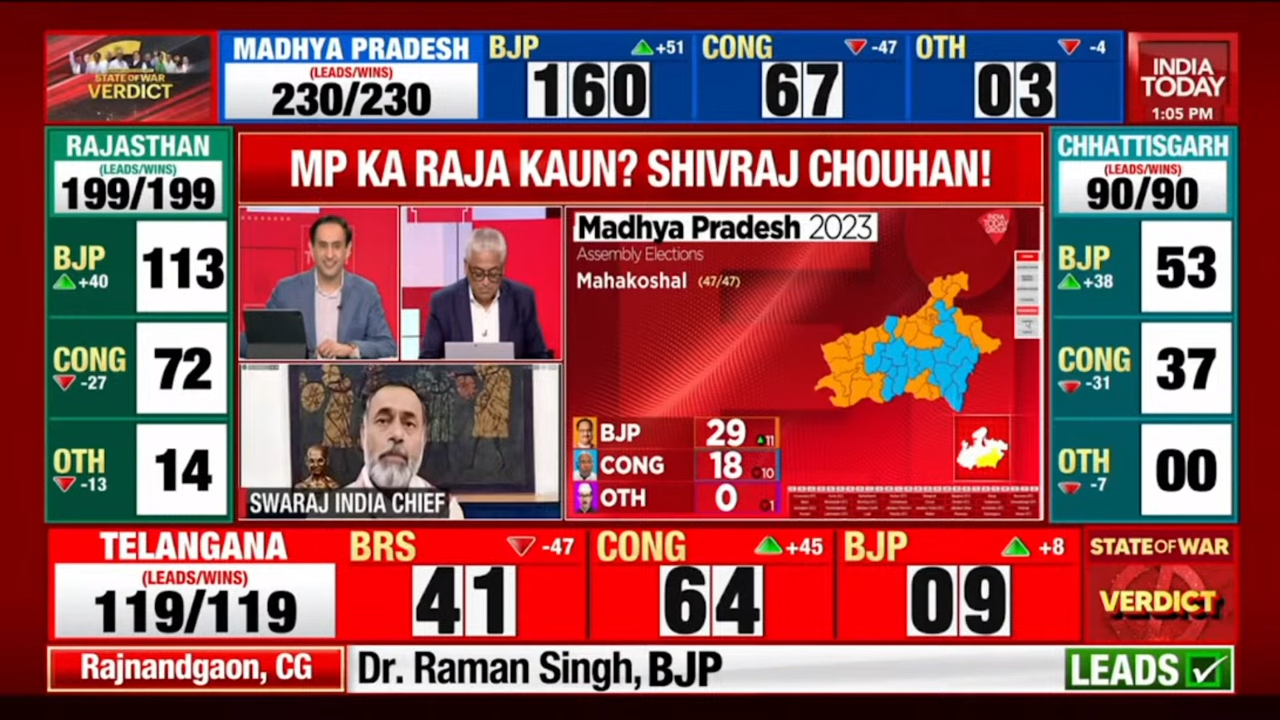 STATE OF WAR
VERDICT
MADHYA PRADESH
(LEADS/WINS)
230/230
BJP
+51
160
CONG
-47
67
OTH
-4
03
INDIA
TODAY
1:05 PM
RAJASTHAN
(LEADS/WINS)
199/199
BJP
+40
113
CONG
-27
72
OTH
-13
14
MP KA RAJA KAUN? SHIVRAJ CHOUHAN!
SWARAJ INDIA CHIEF
Madhya Pradesh 2023
Assembly Elections
Mahakoshal (47/47)
INDIA
TODAY
GROUP
BJP 29 11
CONG 18 10
OTH 0 1
CHHATTISGARH
(LEADS/WINS)
90/90
BJP
+38
53
CONG
-31
37
OTH
-7
00
TELANGANA
(LEADS/WINS)
119/119
BRS
-47
41
CONG
+45
64
BJP
+8
09
STATE OF WAR
VERDICT
Rajnandgaon, CG
Dr. Raman Singh, BJP
LEADS